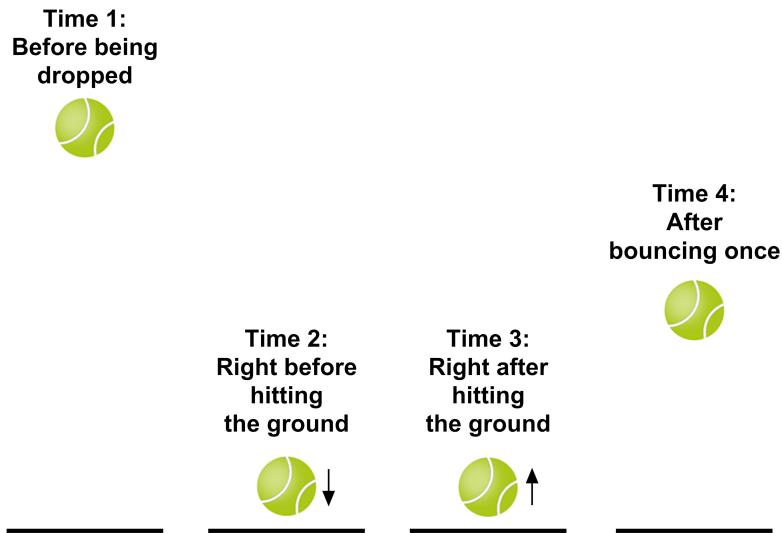 Time 1:
Before being
dropped
Time 2:
Right before
hitting
the ground
Time 3:
Right after
hitting
the ground
Time 4:
After
bouncing once